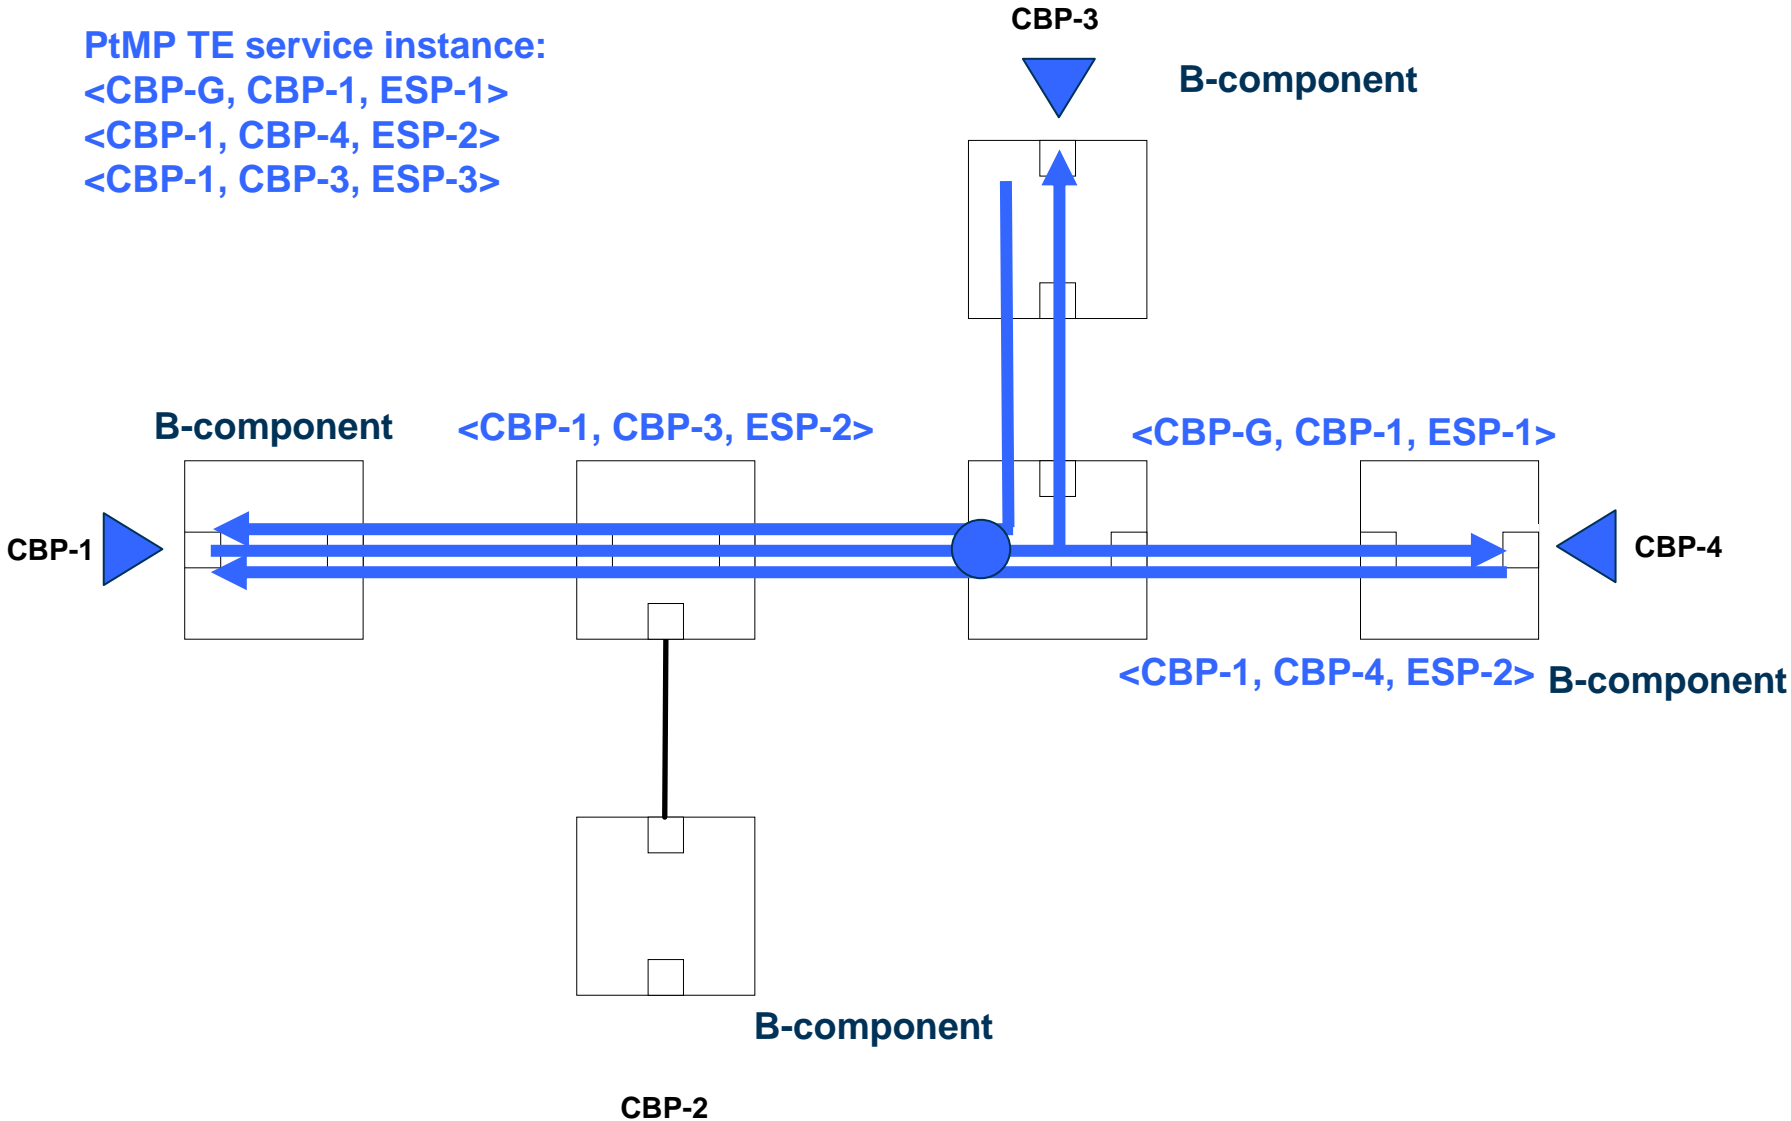 CBP-3
PtMP TE service instance:
<CBP-G, CBP-1, ESP-1>
<CBP-1, CBP-4, ESP-2>
<CBP-1, CBP-3, ESP-3>
B-component
B-component
<CBP-1, CBP-3, ESP-2>
<CBP-G, CBP-1, ESP-1>
CBP-1
CBP-4
<CBP-1, CBP-4, ESP-2>
B-component
B-component
CBP-2